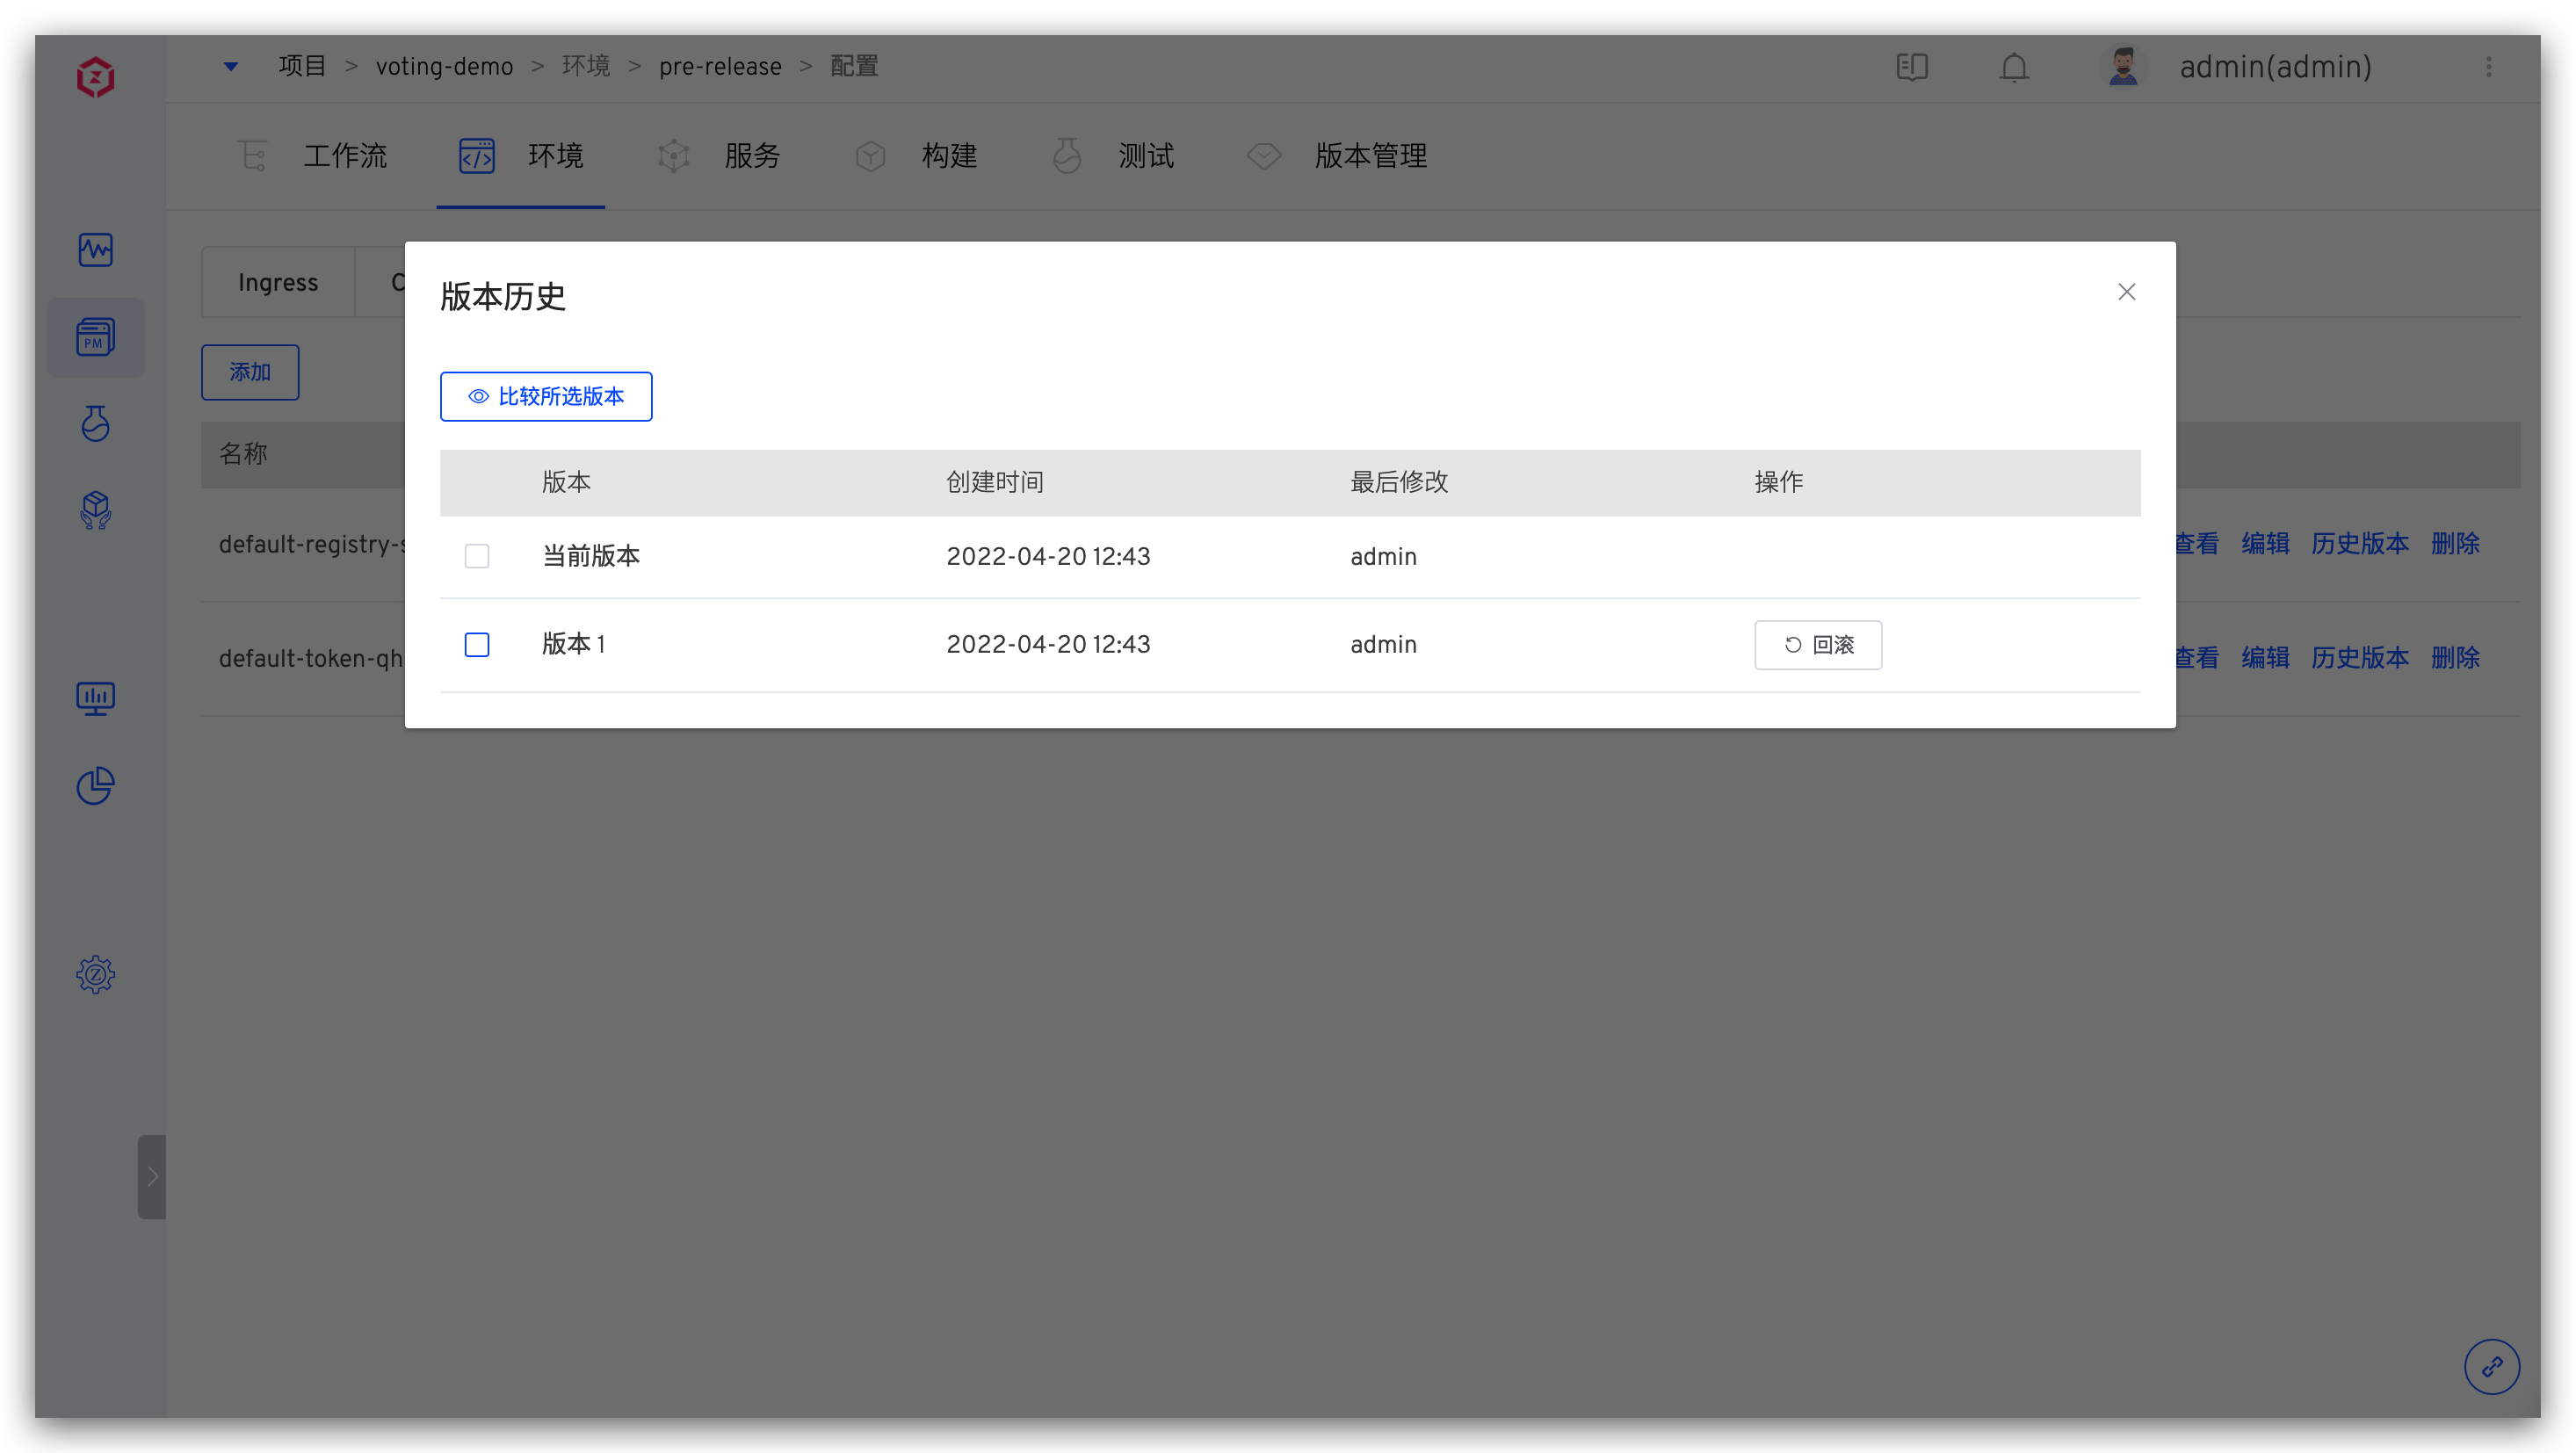 项目 > voting-demo > 环境 > pre-release > 配置
admin(admin)
工作流 环境 服务 构建 测试 版本管理
Ingress
版本历史
PM
添加
比较所选版本
名称
版本 创建时间 最后修改 操作
当前版本 2022-04-20 12:43 admin
default-registry- 查看 编辑 历史版本 删除
版本 1 2022-04-20 12:43 admin 回滚
default-token-qh 查看 编辑 历史版本 删除